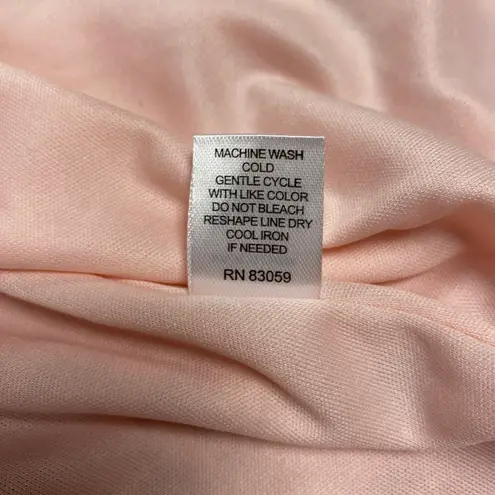 MACHINE WASH
COLD
GENTLE CYCLE
WITH LIKE COLOR
DO NOT BLEACH
RESHAPE LINE DRY
COOL IRON
IF NEEDED
RN 83059